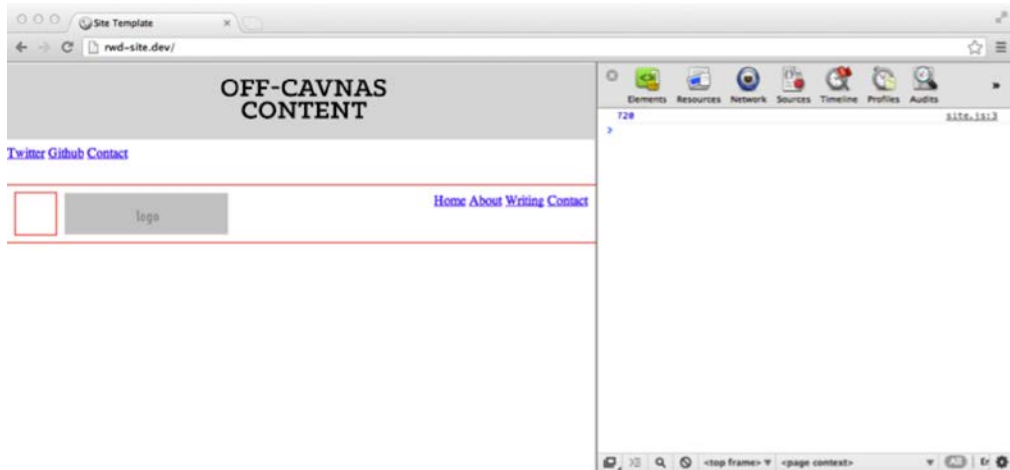 Site Template
rwd-site.dev/
OFF-CAVNAS
CONTENT
Twitter Github Contact
logo
Home About Writing Contact
Elements Resources Network Sources Timeline Profiles Audits
720 site.js:3
<top frame> <page context>